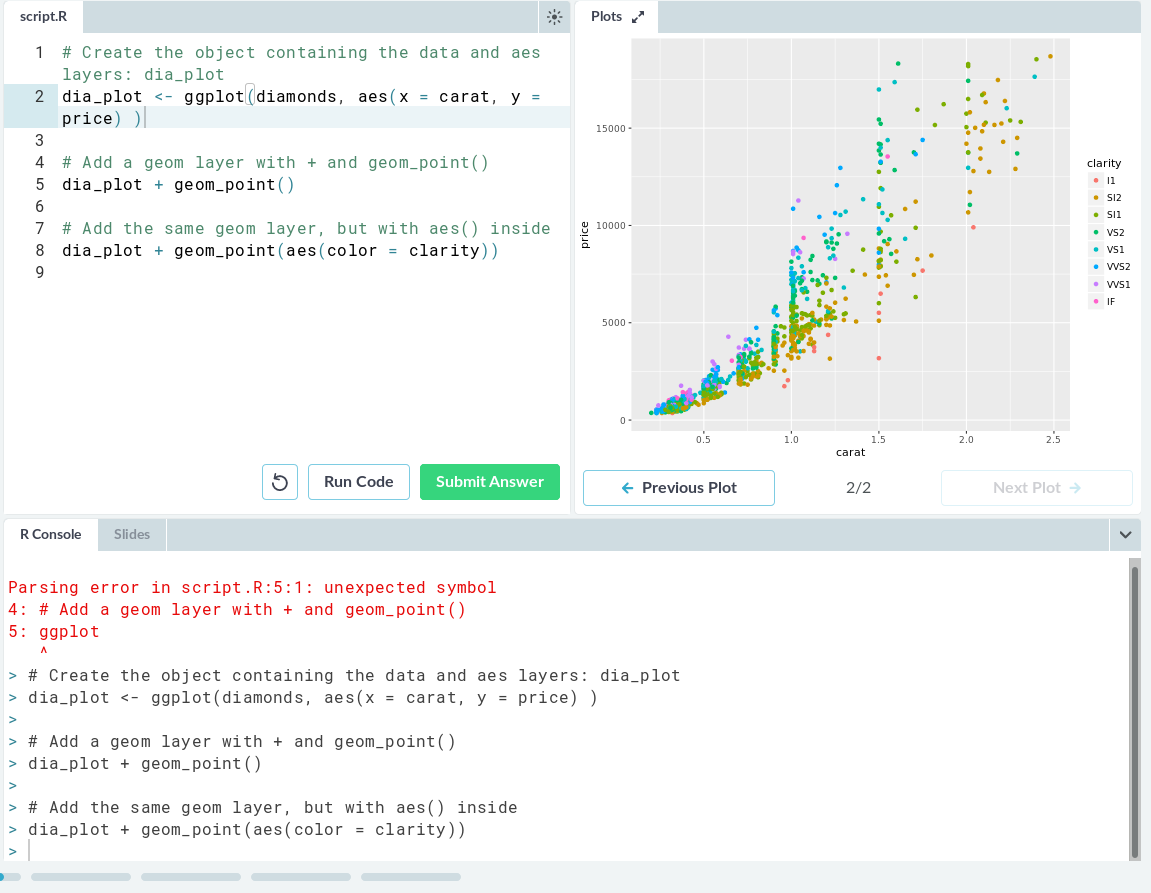 script.R
1 # Create the object containing the data and aes
layers: dia_plot
2 dia_plot <- ggplot(diamonds, aes(x = carat, y =
price) )
3
4 # Add a geom layer with + and geom_point()
5 dia_plot + geom_point()
6
7 # Add the same geom layer, but with aes() inside
8 dia_plot + geom_point(aes(color = clarity))
9
Run Code
Submit Answer
Plots
15000
10000
5000
0
price
0.5 1.0 1.5 2.0 2.5
carat
clarity
I1
SI2
SI1
VS2
VS1
VVS2
VVS1
IF
← Previous Plot
2/2
Next Plot →
R Console
Slides
Parsing error in script.R:5:1: unexpected symbol
4: # Add a geom layer with + and geom_point()
5: ggplot
^
> # Create the object containing the data and aes layers: dia_plot
> dia_plot <- ggplot(diamonds, aes(x = carat, y = price) )
>
> # Add a geom layer with + and geom_point()
> dia_plot + geom_point()
>
> # Add the same geom layer, but with aes() inside
> dia_plot + geom_point(aes(color = clarity))
>